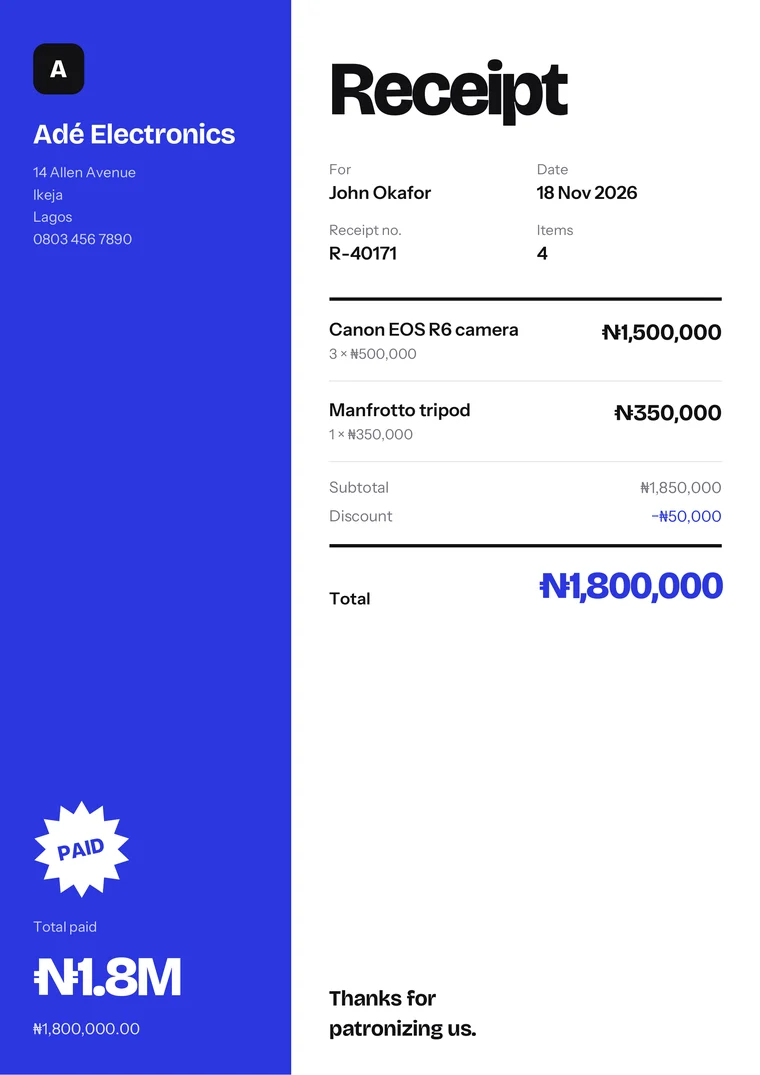 A
Adé Electronics
14 Allen Avenue
Ikeja
Lagos
0803 456 7890
PAID
Total paid
₦1.8M
₦1,800,000.00
Receipt
For
John Okafor
Date
18 Nov 2026
Receipt no.
R-40171
Items
4
Canon EOS R6 camera
₦1,500,000
3 × ₦500,000
Manfrotto tripod
₦350,000
1 × ₦350,000
Subtotal
₦1,850,000
Discount
−₦50,000
Total
₦1,800,000
Thanks for
patronizing us.